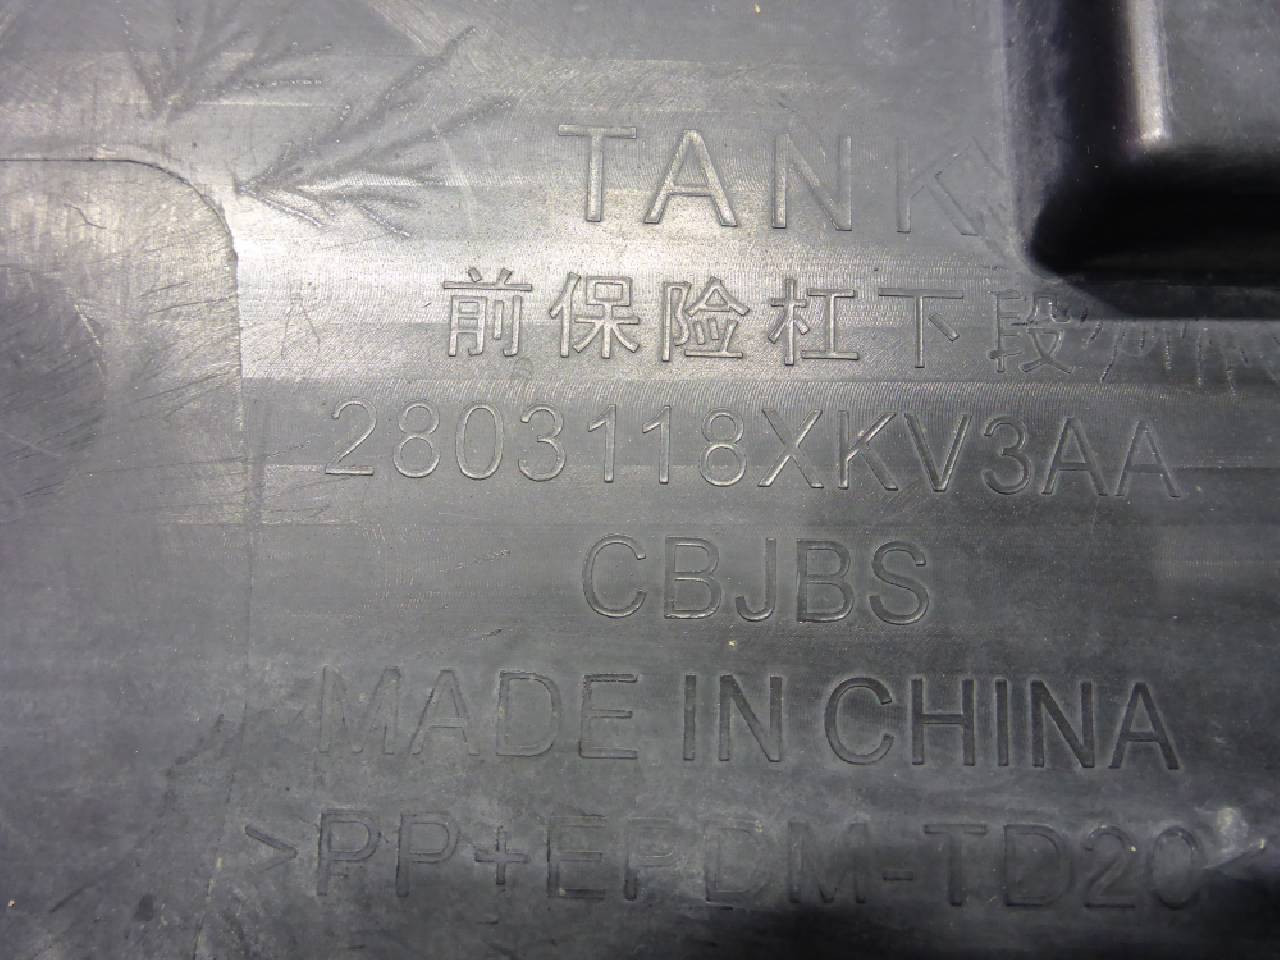 TANK
前保险杠下段
2803118XKV3AA
CBJBS
MADE IN CHINA
>PP+EPDM-TD20<